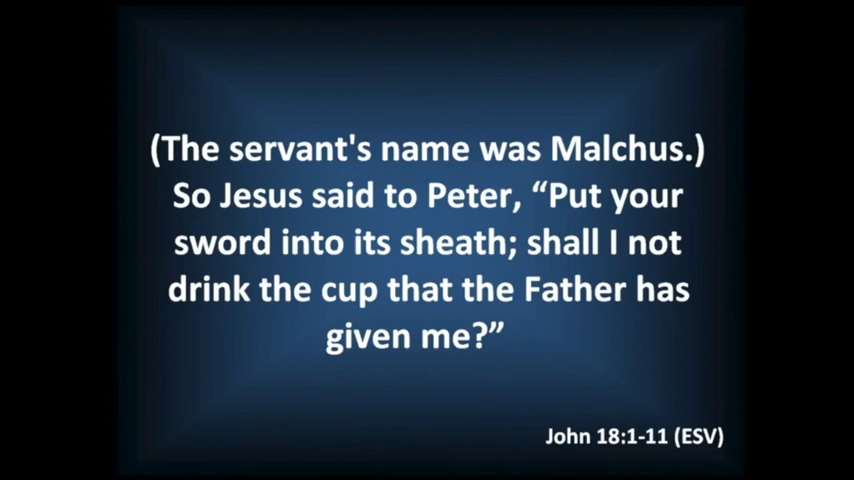 (The servant's name was Malchus.)
So Jesus said to Peter, “Put your
sword into its sheath; shall I not
drink the cup that the Father has
given me?”
John 18:1-11 (ESV)